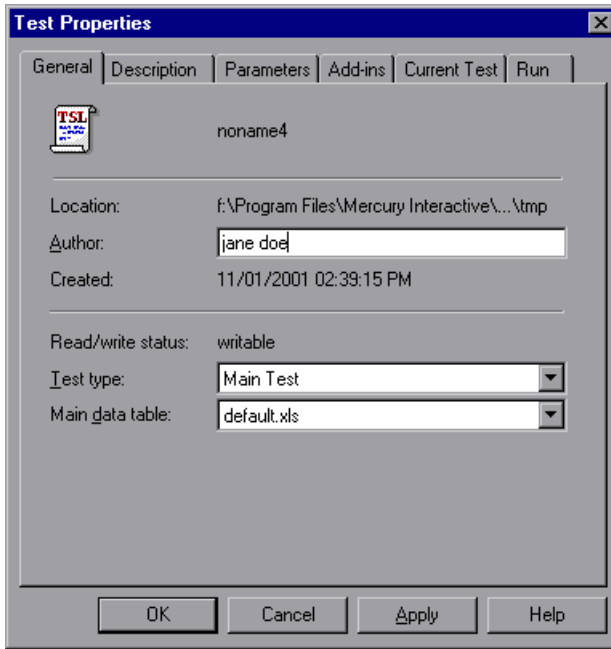 Test Properties
General Description Parameters Add-ins Current Test Run
TSL
noname4
Location: f:\Program Files\Mercury Interactive\...\tmp
Author: jane doe
Created: 11/01/2001 02:39:15 PM
Read/write status: writable
Test type: Main Test
Main data table: default.xls
OK Cancel Apply Help